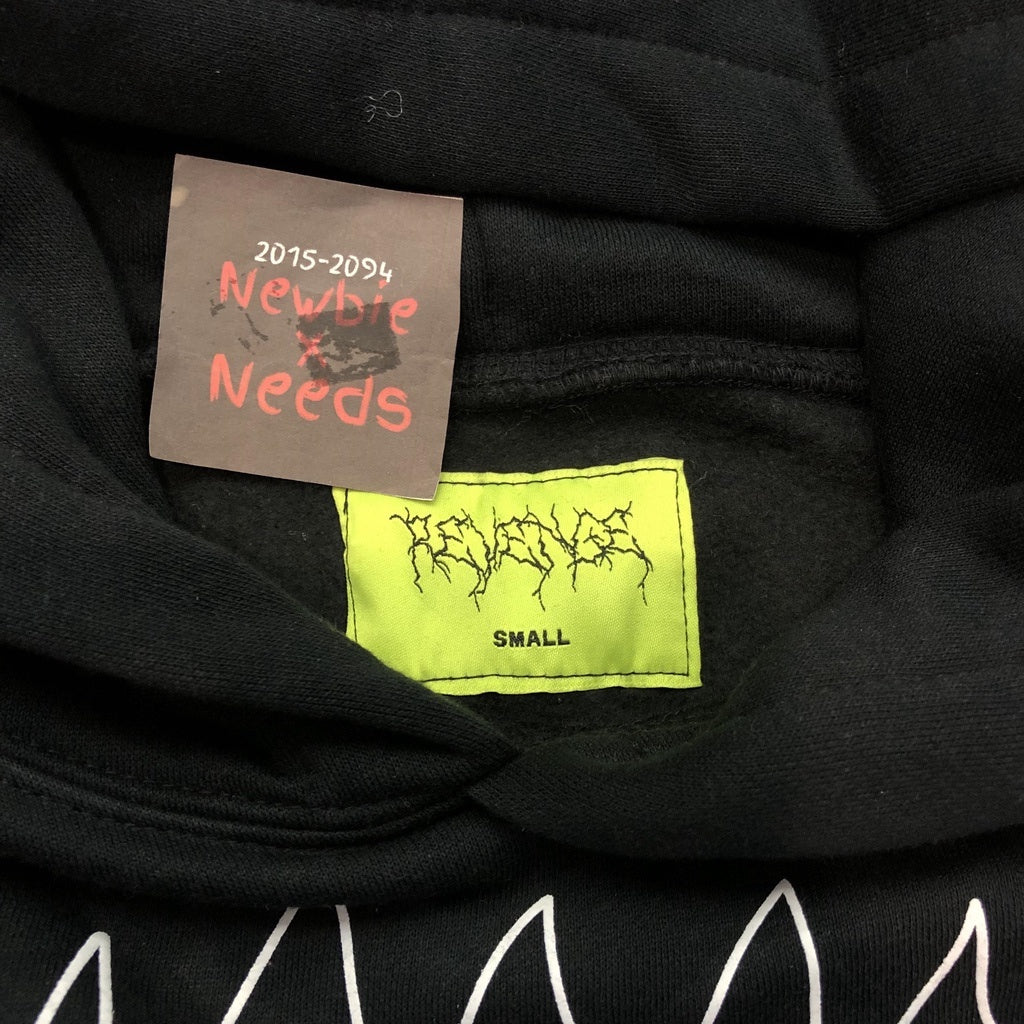 2015-2094
Newbie
x
Needs
REVENGE
SMALL